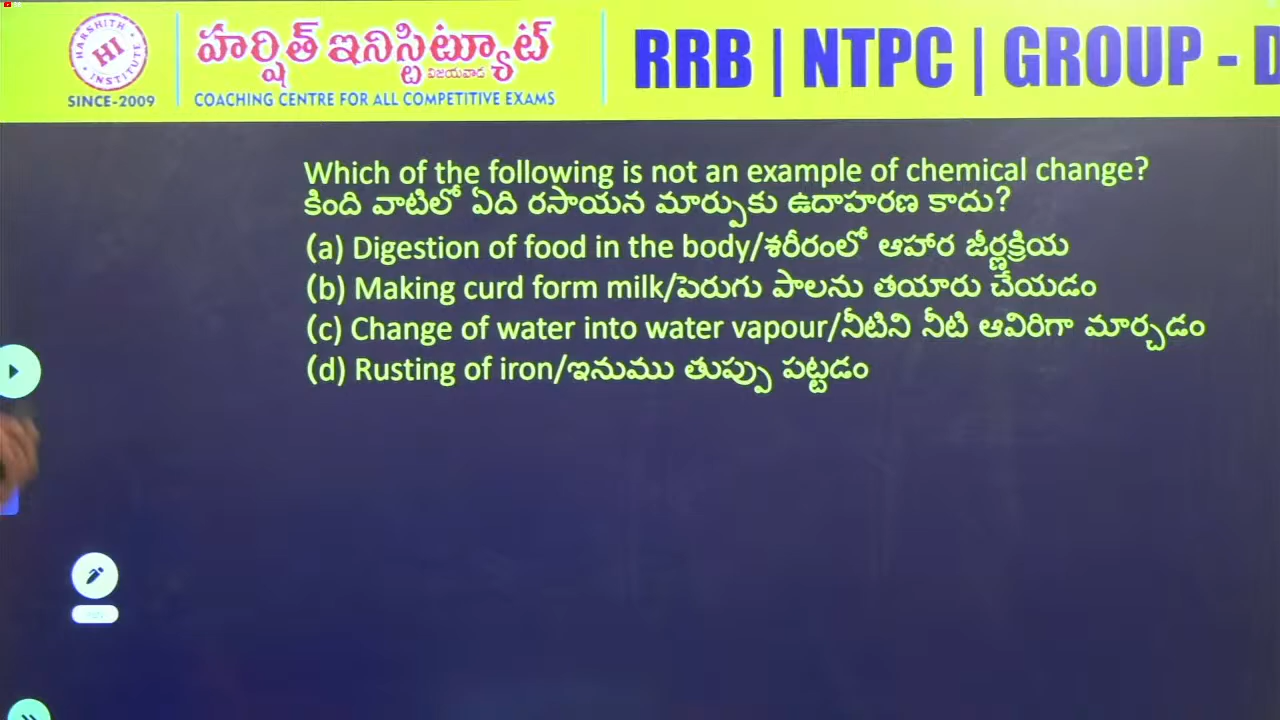 HARSHITH
HI
INSTITUTE
SINCE-2009
హర్షిత్ ఇనిస్టిట్యూట్
విజయవాడ
COACHING CENTRE FOR ALL COMPETITIVE EXAMS
RRB | NTPC | GROUP - D
Which of the following is not an example of chemical change?
కింది వాటిలో ఏది రసాయన మార్పుకు ఉదాహరణ కాదు?
(a) Digestion of food in the body/శరీరంలో ఆహార జీర్ణక్రియ
(b) Making curd form milk/పెరుగు పాలను తయారు చేయడం
(c) Change of water into water vapour/నీటిని నీటి ఆవిరిగా మార్చడం
(d) Rusting of iron/ఇనుము తుప్పు పట్టడం